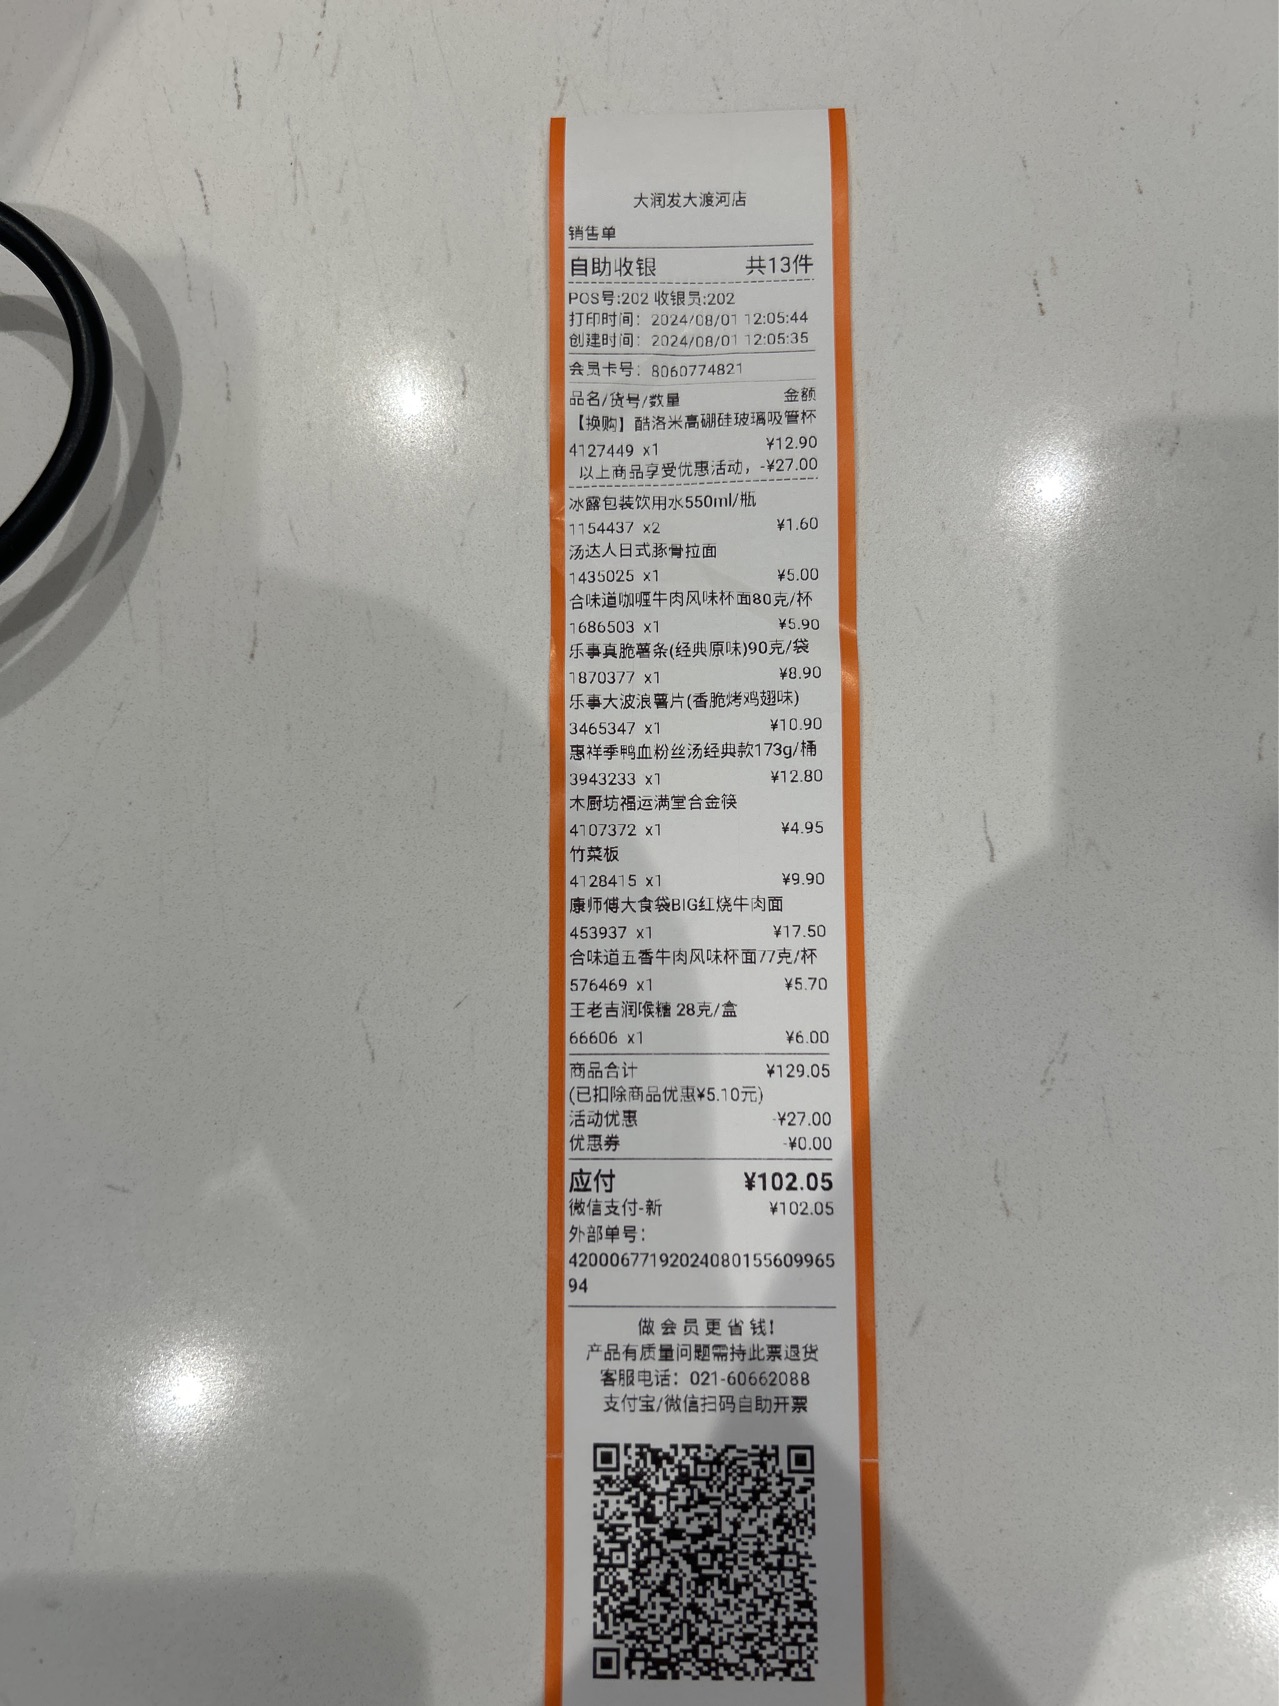 大润发大渡河店
销售单
自助收银 共13件
POS号:202 收银员:202
打印时间：2024/08/01 12:05:44
创建时间：2024/08/01 12:05:35
会员卡号：8060774821
品名/货号/数量 金额
【换购】酷洛米高硼硅玻璃吸管杯
4127449 x1 ¥12.90
以上商品享受优惠活动，-¥27.00
冰露包装饮用水550ml/瓶
1154437 x2 ¥1.60
汤达人日式豚骨拉面
1435025 x1 ¥5.00
合味道咖喱牛肉风味杯面80克/杯
1686503 x1 ¥5.90
乐事真脆薯条(经典原味)90克/袋
1870377 x1 ¥8.90
乐事大波浪薯片(香脆烤鸡翅味)
3465347 x1 ¥10.90
惠祥季鸭血粉丝汤经典款173g/桶
3943233 x1 ¥12.80
木厨坊福运满堂合金筷
4107372 x1 ¥4.95
竹菜板
4128415 x1 ¥9.90
康师傅大食袋BIG红烧牛肉面
453937 x1 ¥17.50
合味道五香牛肉风味杯面77克/杯
576469 x1 ¥5.70
王老吉润喉糖 28克/盒
66606 x1 ¥6.00
商品合计 ¥129.05
(已扣除商品优惠¥5.10元)
活动优惠 -¥27.00
优惠券 -¥0.00
应付 ¥102.05
微信支付-新 ¥102.05
外部单号：
42000677192024080155609965
94
做会员更省钱!
产品有质量问题需持此票退货
客服电话：021-60662088
支付宝/微信扫码自助开票